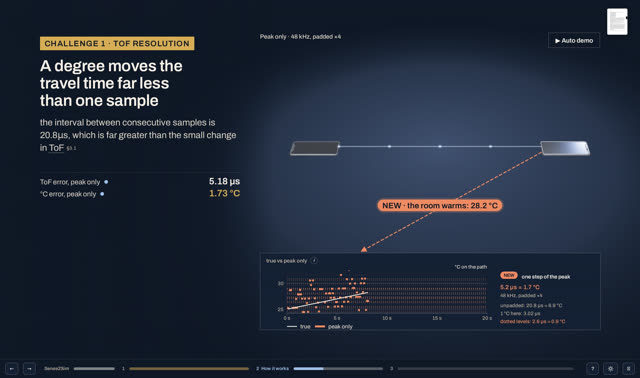 CHALLENGE 1 · TOF RESOLUTION
A degree moves the
travel time far less
than one sample
the interval between consecutive samples is
20.8µs, which is far greater than the small change
in ToF §3.1
ToF error, peak only
5.18 µs
°C error, peak only
1.73 °C
Peak only · 48 kHz, padded ×4
▶ Auto demo
NEW · the room warms: 28.2 °C
true vs peak only
°C on the path
30
25
0 s
5 s
10 s
15 s
20 s
true
peak only
NEW
one step of the peak
5.2 µs = 1.7 °C
48 kHz, padded ×4
unpadded: 20.8 µs = 6.9 °C
1 °C here: 3.02 µs
dotted levels: 2.6 µs = 0.8 °C
←
→
1
2 How it works
3
?